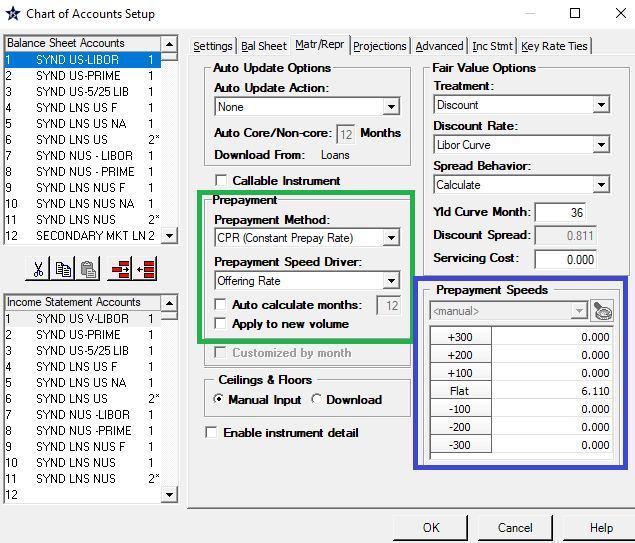 Chart of Accounts Setup
Balance Sheet Accounts
1 SYND US-LIBOR 1
2 SYND US-PRIME 1
3 SYND US-5/25 LIB 1
4 SYND LNS US F 1
5 SYND LNS US NA 1
6 SYND LNS US 2*
7 SYND NUS - LIBOR 1
8 SYND NUS - PRIME 1
9 SYND LNS NUS F 1
10 SYND LNS NUS NA 1
11 SYND LNS NUS 2*
12 SECONDARY MKT LN 2
Income Statement Accounts
1 SYND US V-LIBOR 1
2 SYND US-PRIME 1
3 SYND US-5/25 LIB 1
4 SYND LNS US F 1
5 SYND LNS US NA 1
6 SYND LNS US 2*
7 SYND NUS -LIBOR 1
8 SYND NUS -PRIME 1
9 SYND LNS NUS F 1
10 SYND LNS NUS 1
11 SYND LNS NUS 2*
12
Settings Bal Sheet Matr/Repr Projections Advanced Inc Stmt Key Rate Ties
Auto Update Options
Auto Update Action:
None
Auto Core/Non-core: 12 Months
Download From: Loans
Callable Instrument
Prepayment
Prepayment Method:
CPR (Constant Prepay Rate)
Prepayment Speed Driver:
Offering Rate
Auto calculate months: 12
Apply to new volume
Customized by month
Ceilings & Floors
Manual Input Download
Enable instrument detail
Fair Value Options
Treatment:
Discount
Discount Rate:
Libor Curve
Spread Behavior:
Calculate
Yld Curve Month: 36
Discount Spread: 0.811
Servicing Cost: 0.000
Prepayment Speeds
<manual>
+300 0.000
+200 0.000
+100 0.000
Flat 6.110
-100 0.000
-200 0.000
-300 0.000
OK Cancel Help